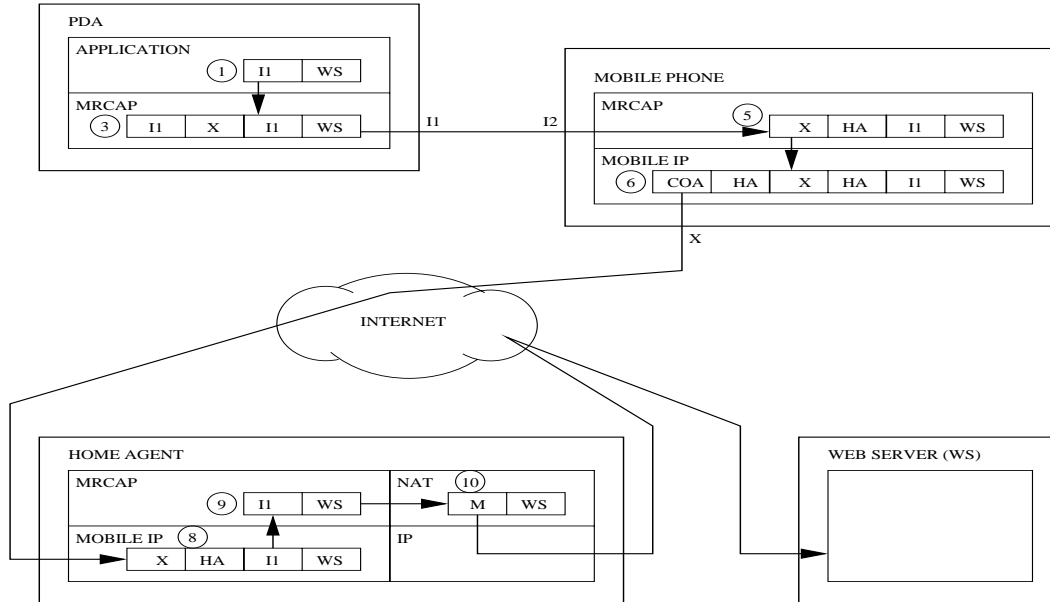 PDA
APPLICATION
1 I1 WS
MRCAP
3 I1 X I1 WS
I1 I2
MOBILE PHONE
MRCAP
5 X HA I1 WS
MOBILE IP
6 COA HA X HA I1 WS
X
INTERNET
HOME AGENT
MRCAP
9 I1 WS
NAT 10
M WS
MOBILE IP 8
X HA I1 WS
IP
WEB SERVER (WS)